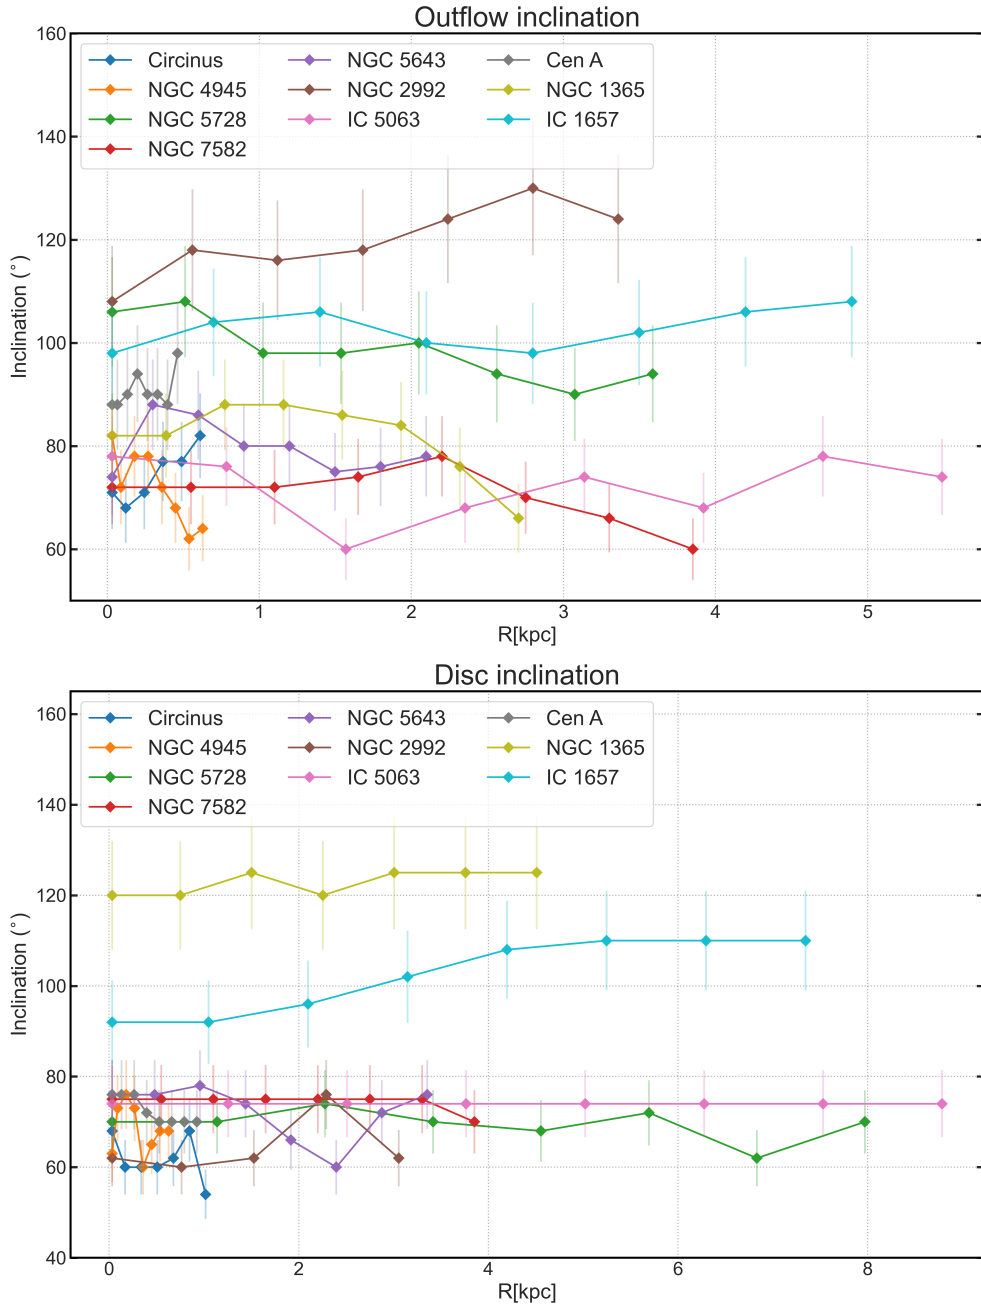 Outflow inclination
160
140
120
100
80
60
Inclination (°)
Circinus
NGC 4945
NGC 5728
NGC 7582
NGC 5643
NGC 2992
IC 5063
Cen A
NGC 1365
IC 1657
0 1 2 3 4 5
R[kpc]
Disc inclination
160
140
120
100
80
60
40
Inclination (°)
Circinus
NGC 4945
NGC 5728
NGC 7582
NGC 5643
NGC 2992
IC 5063
Cen A
NGC 1365
IC 1657
0 2 4 6 8
R[kpc]